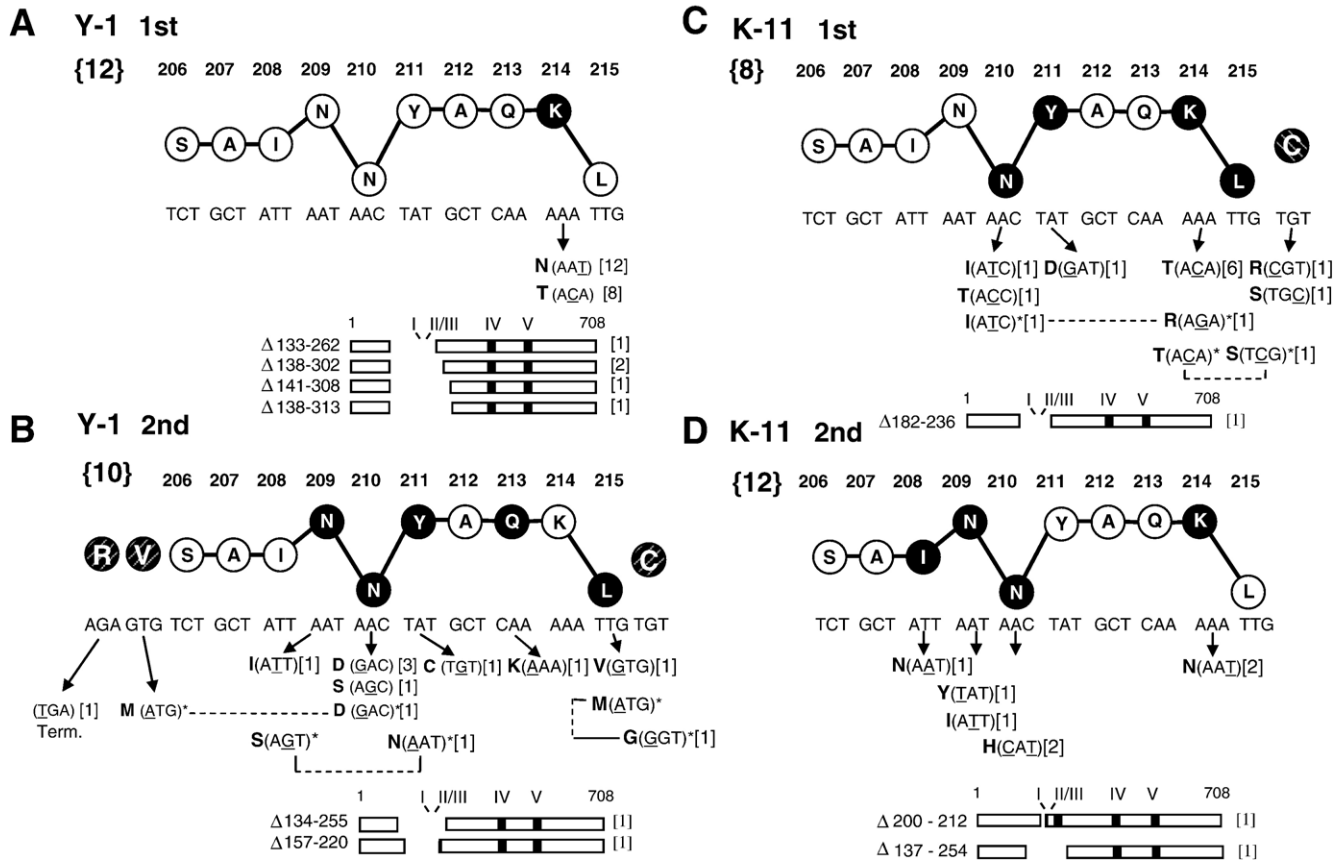 A Y-1 1st
{12} 206 207 208 209 210 211 212 213 214 215
S A I N N Y A Q K L
TCT GCT ATT AAT AAC TAT GCT CAA AAA TTG
N (AAT) [12]
T (ACA) [8]
1 I II/III IV V 708
Δ 133-262 [1]
Δ 138-302 [2]
Δ 141-308 [1]
Δ 138-313 [1]
B Y-1 2nd
{10} 206 207 208 209 210 211 212 213 214 215
R V S A I N N Y A Q K L C
AGA GTG TCT GCT ATT AAT AAC TAT GCT CAA AAA TTG TGT
I(ATT)[1] D (GAC) [3] C (TGT)[1] K(AAA)[1] V(GTG)[1]
S (AGC) [1]
(TGA) [1] M (ATG)* D (GAC)*[1] M(ATG)*
Term.
S(AGT)* N(AAT)*[1] G(GGT)*[1]
1 I II/III IV V 708
Δ 134-255 [1]
Δ 157-220 [1]
C K-11 1st
{8} 206 207 208 209 210 211 212 213 214 215
S A I N N Y A Q K L C
TCT GCT ATT AAT AAC TAT GCT CAA AAA TTG TGT
I(ATC)[1] D(GAT)[1] T(ACA)[6] R(CGT)[1]
T(ACC)[1] S(TGC)[1]
I(ATC)*[1] R(AGA)*[1]
T(ACA)* S(TCG)*[1]
1 I II/III IV V 708
Δ182-236 [1]
D K-11 2nd
{12} 206 207 208 209 210 211 212 213 214 215
S A I N N Y A Q K L
TCT GCT ATT AAT AAC TAT GCT CAA AAA TTG
N(AAT)[1] N(AAT)[2]
Y(TAT)[1]
I(ATT)[1]
H(CAT)[2]
1 I II/III IV V 708
Δ 200 - 212 [1]
Δ 137 - 254 [1]